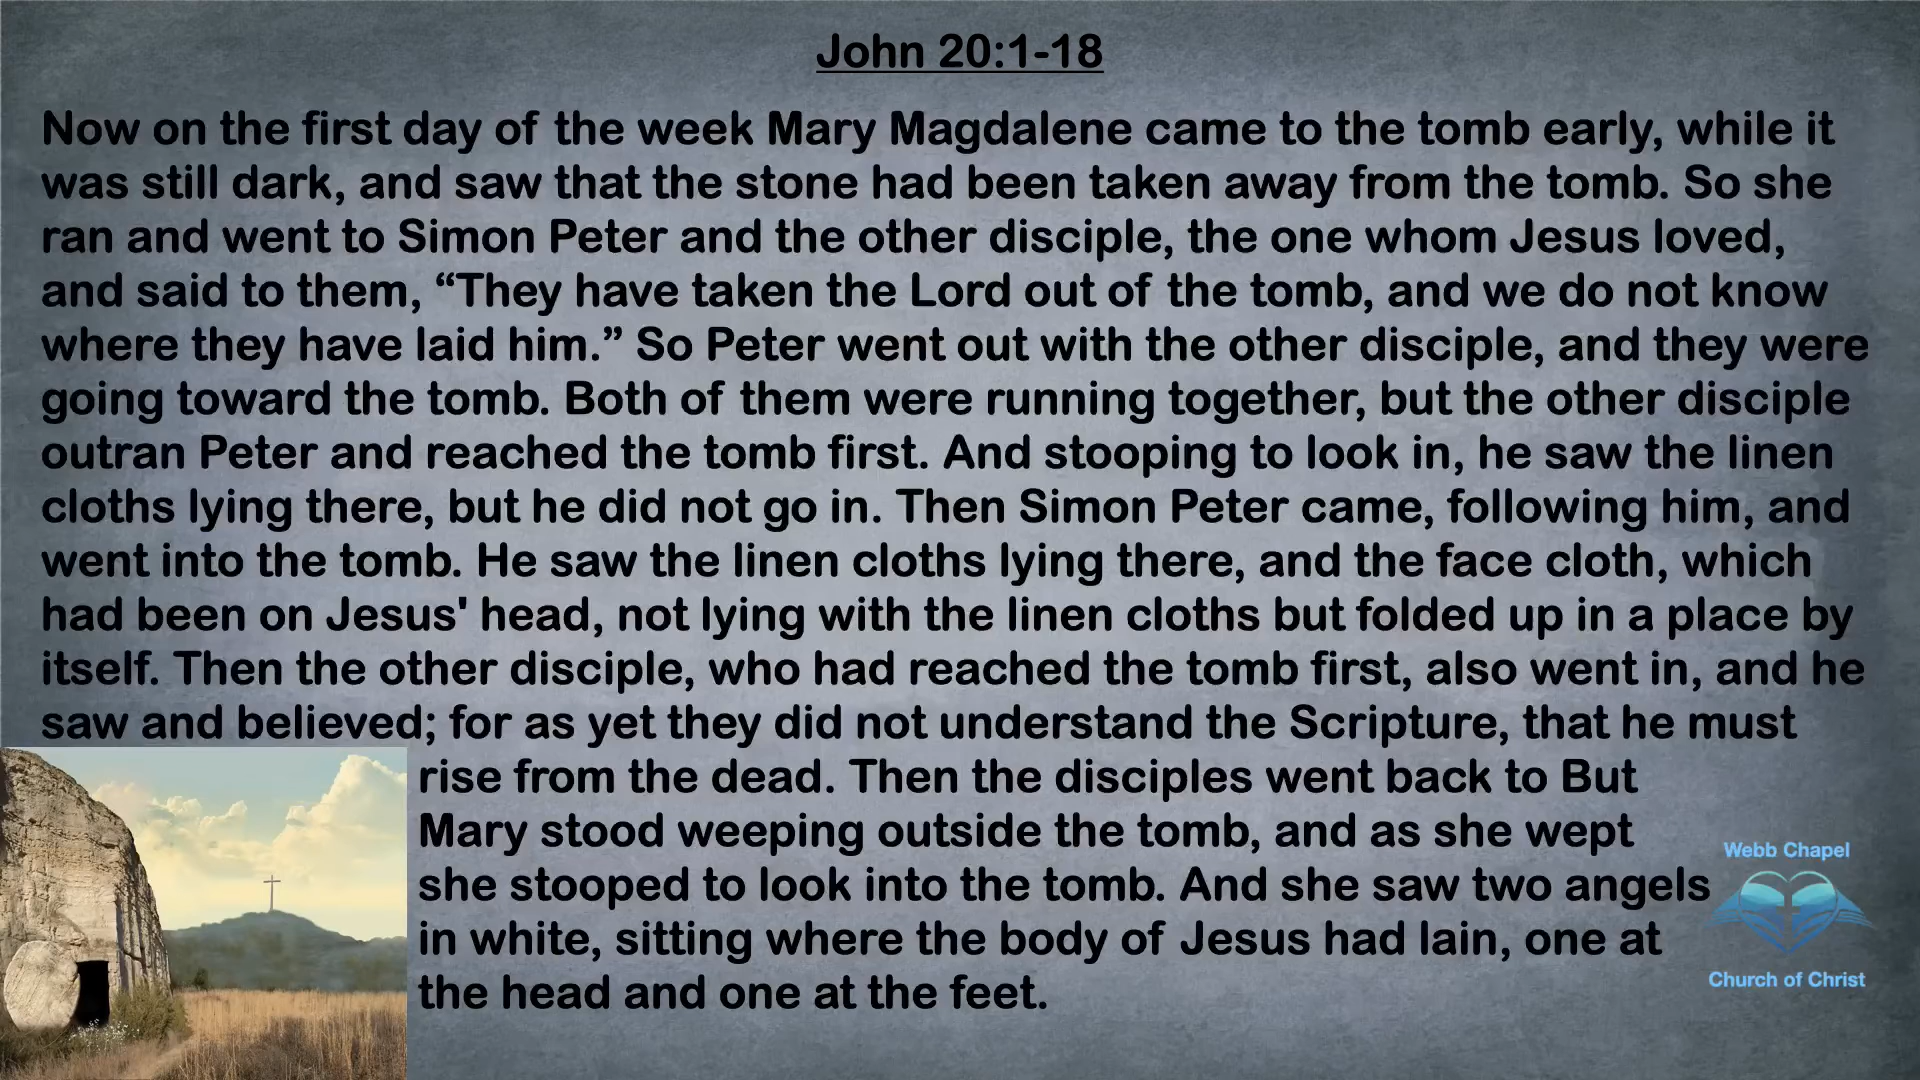 John 20:1-18
Now on the first day of the week Mary Magdalene came to the tomb early, while it
was still dark, and saw that the stone had been taken away from the tomb. So she
ran and went to Simon Peter and the other disciple, the one whom Jesus loved,
and said to them, “They have taken the Lord out of the tomb, and we do not know
where they have laid him.” So Peter went out with the other disciple, and they were
going toward the tomb. Both of them were running together, but the other disciple
outran Peter and reached the tomb first. And stooping to look in, he saw the linen
cloths lying there, but he did not go in. Then Simon Peter came, following him, and
went into the tomb. He saw the linen cloths lying there, and the face cloth, which
had been on Jesus' head, not lying with the linen cloths but folded up in a place by
itself. Then the other disciple, who had reached the tomb first, also went in, and he
saw and believed; for as yet they did not understand the Scripture, that he must
rise from the dead. Then the disciples went back to But
Mary stood weeping outside the tomb, and as she wept
she stooped to look into the tomb. And she saw two angels
in white, sitting where the body of Jesus had lain, one at
the head and one at the feet.
Webb Chapel
Church of Christ